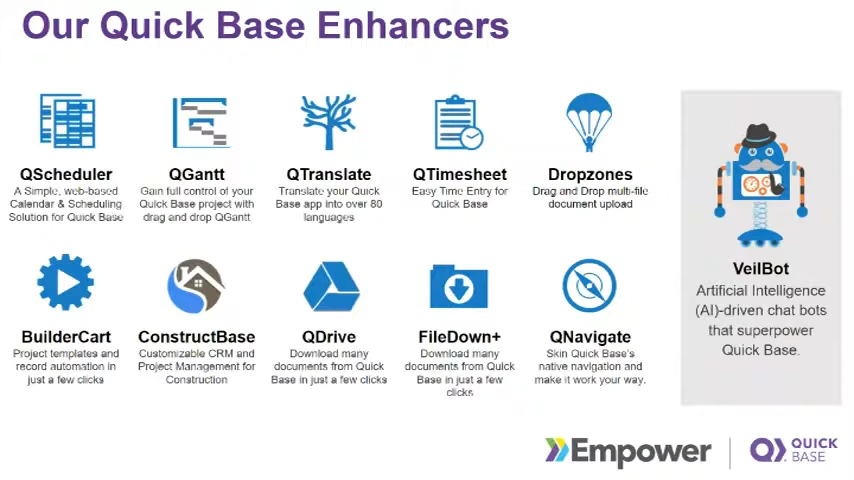 Our Quick Base Enhancers
QScheduler
A Simple, web-based
Calendar & Scheduling
Solution for Quick Base
QGantt
Gain full control of your
Quick Base project with
drag and drop QGantt
QTranslate
Translate your Quick
Base app into over 80
languages
QTimesheet
Easy Time Entry for
Quick Base
Dropzones
Drag and Drop multi-file
document upload
BuilderCart
Project templates and
record automation in
just a few clicks
ConstructBase
Customizable CRM and
Project Management for
Construction
QDrive
Download many
documents from Quick
Base in just a few clicks
FileDown+
Download many
documents from Quick
Base in just a few
clicks
QNavigate
Skin Quick Base's
native navigation and
make it work your way.
VeilBot
Artificial Intelligence
(AI)-driven chat bots
that superpower
Quick Base.
Empower
QUICK
BASE